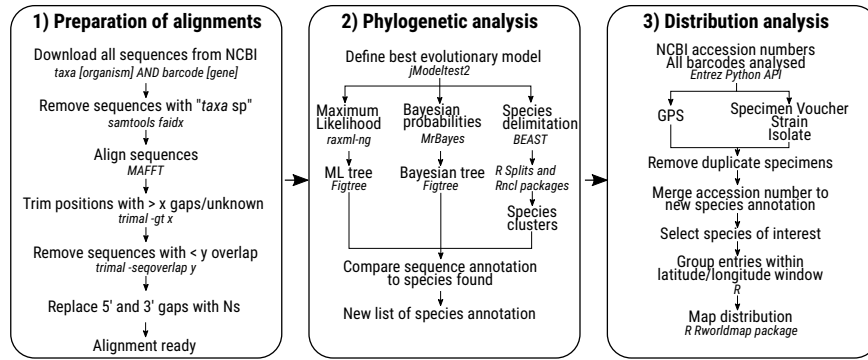 1) Preparation of alignments
Download all sequences from NCBI
taxa [organism] AND barcode [gene]
Remove sequences with "taxa sp"
samtools faidx
Align sequences
MAFFT
Trim positions with > x gaps/unknown
trimal -gt x
Remove sequences with < y overlap
trimal -seqoverlap y
Replace 5' and 3' gaps with Ns
Alignment ready
2) Phylogenetic analysis
Define best evolutionary model
jModeltest2
Maximum
Likelihood
raxml-ng
ML tree
Figtree
Bayesian
probabilities
MrBayes
Bayesian tree
Figtree
Species
delimitation
BEAST
R Splits and
Rncl packages
Species
clusters
Compare sequence annotation
to species found
New list of species annotation
3) Distribution analysis
NCBI accession numbers
All barcodes analysed
Entrez Python API
GPS
Specimen Voucher
Strain
Isolate
Remove duplicate specimens
Merge accession number to
new species annotation
Select species of interest
Group entries within
latitude/longitude window
R
Map distribution
R Rworldmap package